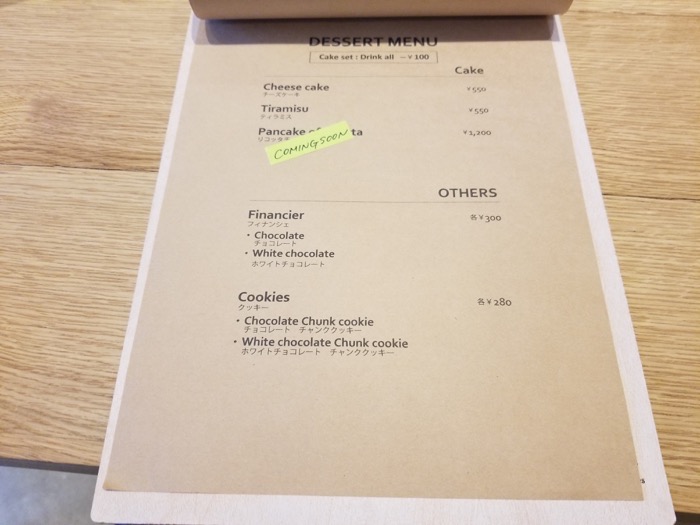 DESSERT MENU
Cake set : Drink all －￥100
Cake
Cheese cake ￥550
チーズケーキ
Tiramisu ￥550
ティラミス
Pancake ta ￥1,200
COMING SOON
OTHERS
Financier 各￥300
フィナンシェ
・Chocolate
チョコレート
・White chocolate
ホワイトチョコレート
Cookies 各￥280
クッキー
・Chocolate Chunk cookie
チョコレート　チャンククッキー
・White chocolate Chunk cookie
ホワイトチョコレート　チャンククッキー